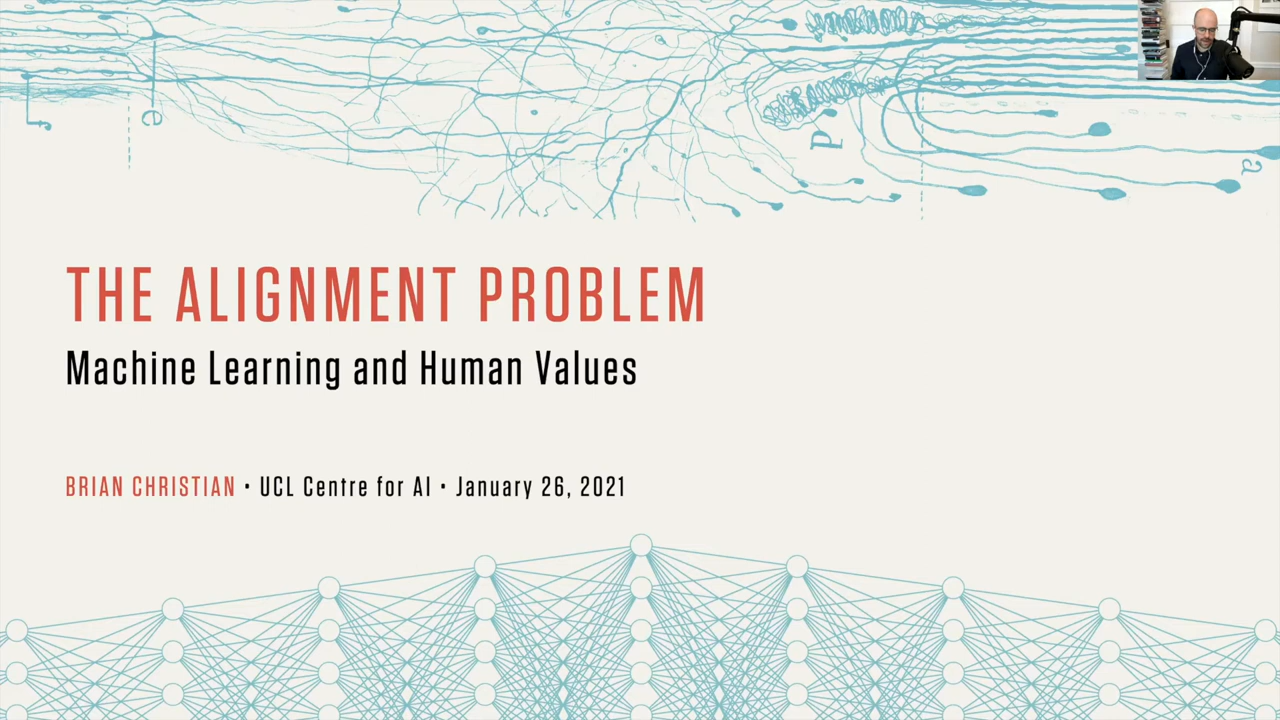 f
e
P
a
THE ALIGNMENT PROBLEM
Machine Learning and Human Values
BRIAN CHRISTIAN • UCL Centre for AI • January 26, 2021